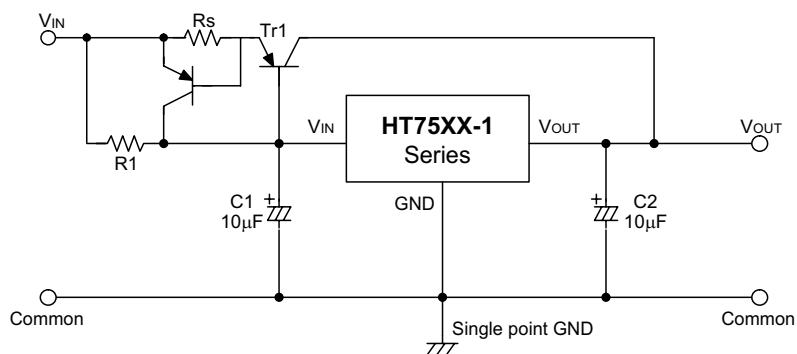 VIN
Rs
Tr1
R1
VIN
HT75XX-1
Series
VOUT
VOUT
GND
C1
+
10μF
C2
+
10μF
Common
Single point GND
Common